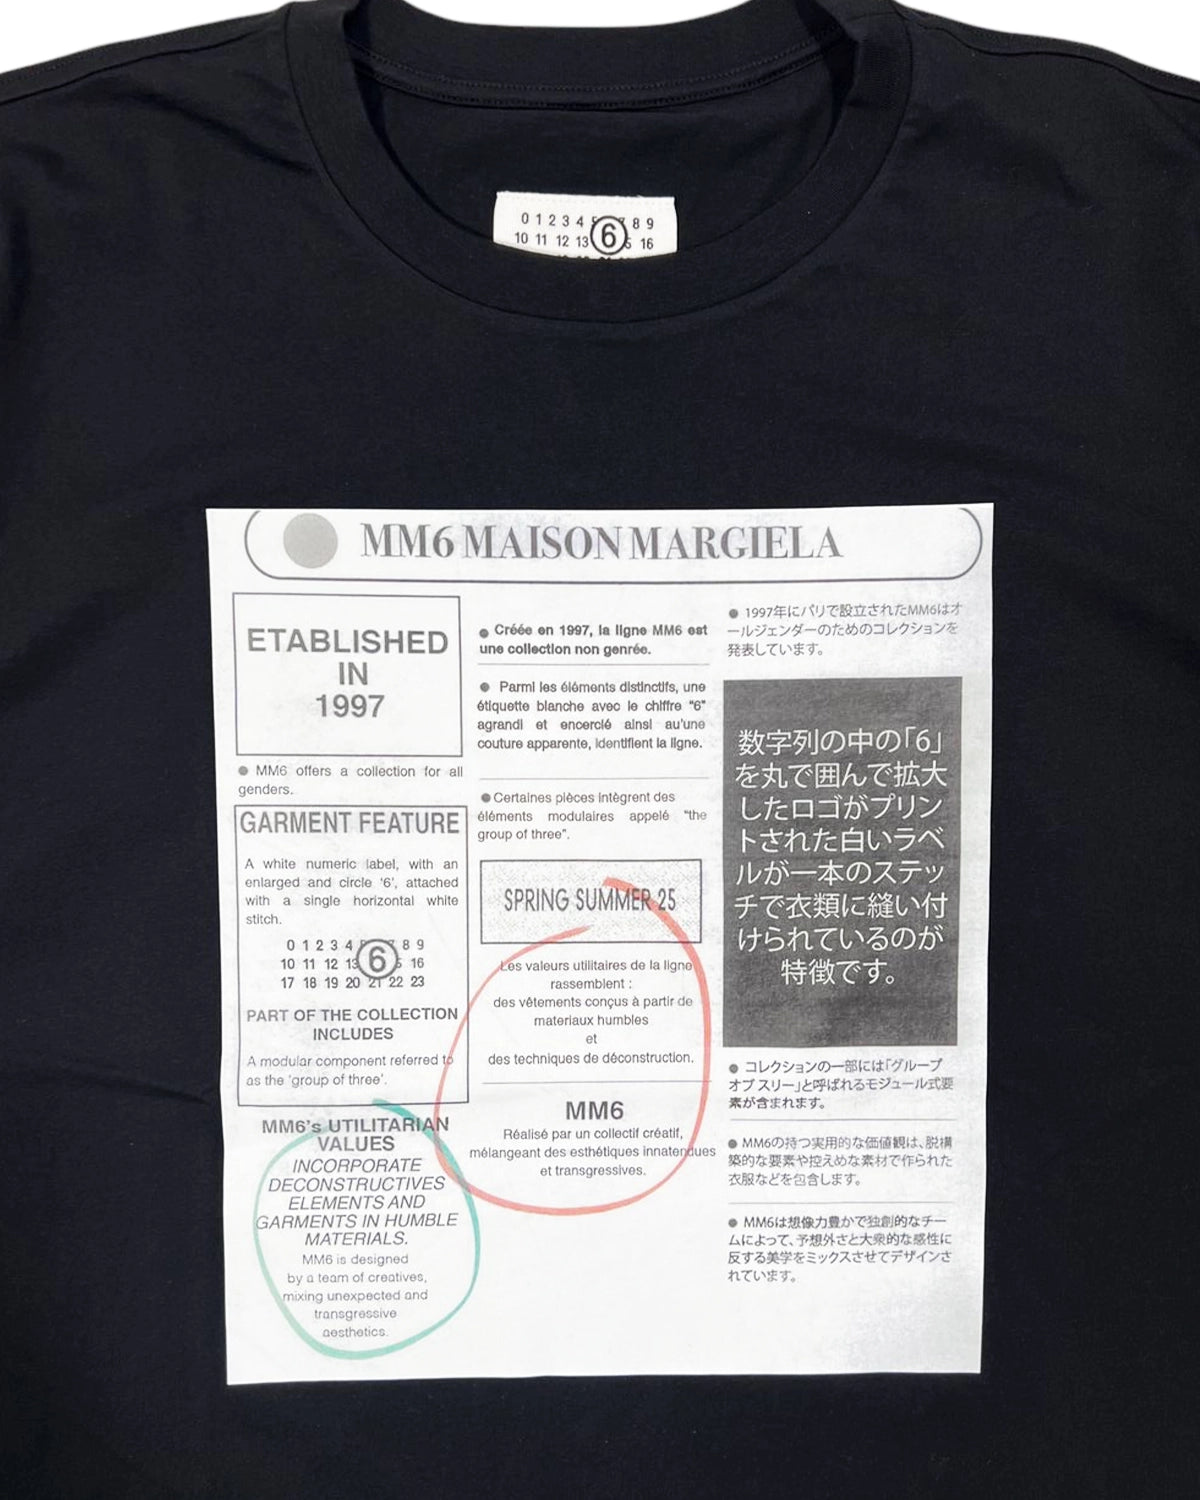 0 1 2 3 4 8 9
10 11 12 13 6 16
MM6 MAISON MARGIELA
ETABLISHED
IN
1997
● MM6 offers a collection for all
genders.
GARMENT FEATURE
A white numeric label, with an
enlarged and circle ‘6’, attached
with a single horizontal white
stitch.
0 1 2 3 4 8 9
10 11 12 13 6 16
17 18 19 20 21 22 23
PART OF THE COLLECTION
INCLUDES
A modular component referred to
as the ‘group of three’.
MM6’s UTILITARIAN
VALUES
INCORPORATE
DECONSTRUCTIVES
ELEMENTS AND
GARMENTS IN HUMBLE
MATERIALS.
MM6 is designed
by a team of creatives,
mixing unexpected and
transgressive
aesthetics.
● Créée en 1997, la ligne MM6 est
une collection non genrée.
● Parmi les éléments distinctifs, une
étiquette blanche avec le chiffre “6”
agrandi et encerclé ainsi au'une
couture apparente, identifient la ligne.
● Certaines pièces intègrent des
éléments modulaires appelé “the
group of three”.
SPRING SUMMER 25
Les valeurs utilitaires de la ligne
rassemblent :
des vêtements conçus à partir de
materiaux humbles
et
des techniques de déconstruction.
MM6
Réalisé par un collectif créatif,
mélangeant des esthétiques innatendues
et transgressives.
● 1997年にパリで設立されたMM6はオ
ールジェンダーのためのコレクションを
発表しています。
数字列の中の「6」
を丸で囲んで拡大
したロゴがプリン
トされた白いラベ
ルが一本のステッ
チで衣類に縫い付
けられているのが
特徴です。
● コレクションの一部には「グループ
オブ スリー」と呼ばれるモジュール式要
素が含まれます。
● MM6の持つ実用的な価値観は、脱構
築的な要素や控えめな素材で作られた
衣服などを包含します。
● MM6は想像力豊かで独創的なチー
ムによって、予想外さと大衆的な感性に
反する美学をミックスさせてデザインさ
れています。